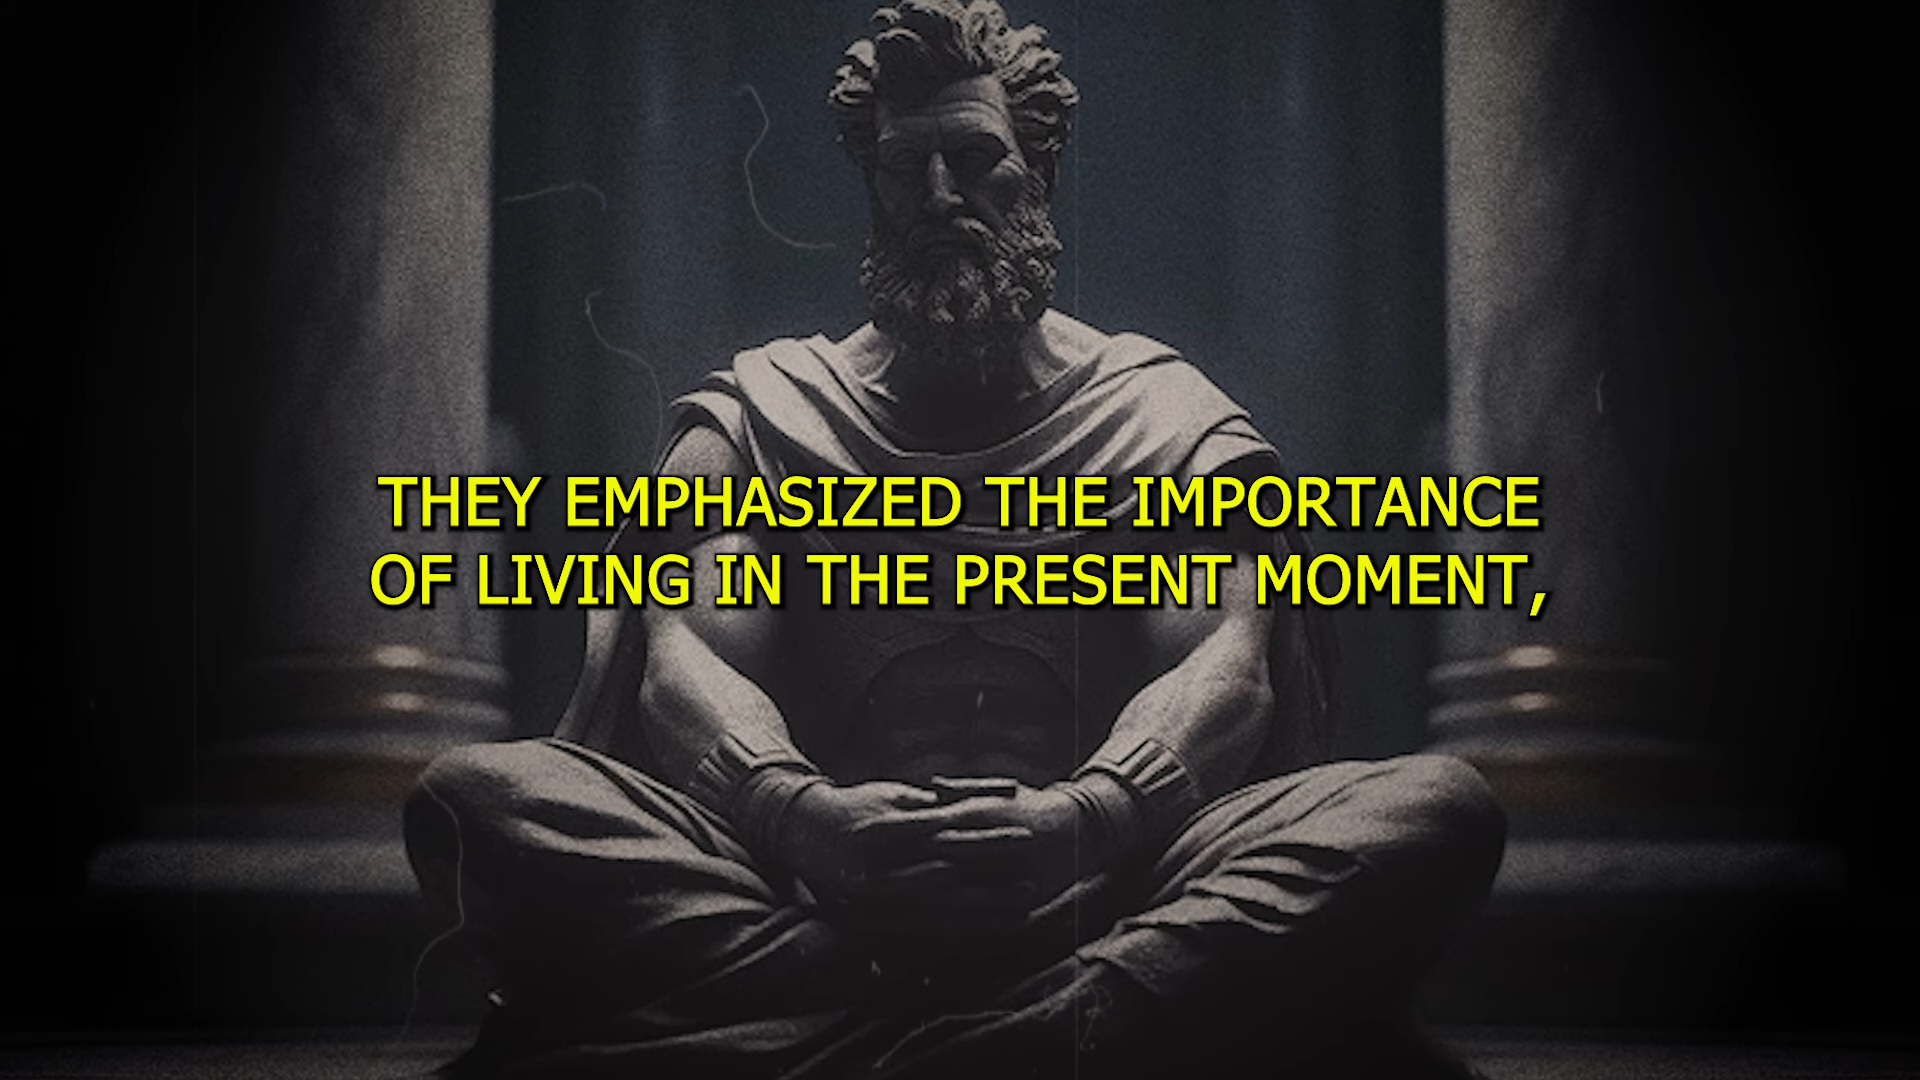 THEY EMPHASIZED THE IMPORTANCE
OF LIVING IN THE PRESENT MOMENT,